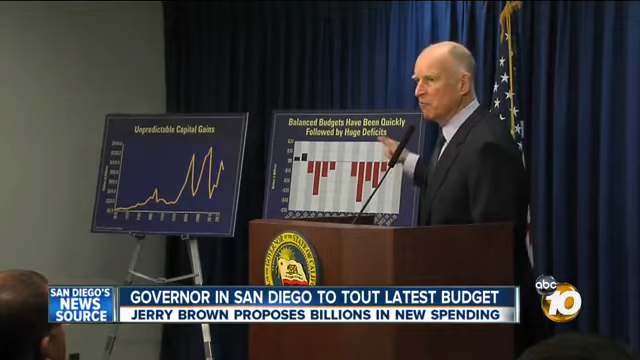 Unpredictable Capital Gains
Balanced Budgets Have Been Quickly
Followed by Huge Deficits
SAN DIEGO'S
NEWS
SOURCE
GOVERNOR IN SAN DIEGO TO TOUT LATEST BUDGET
JERRY BROWN PROPOSES BILLIONS IN NEW SPENDING
abc
10